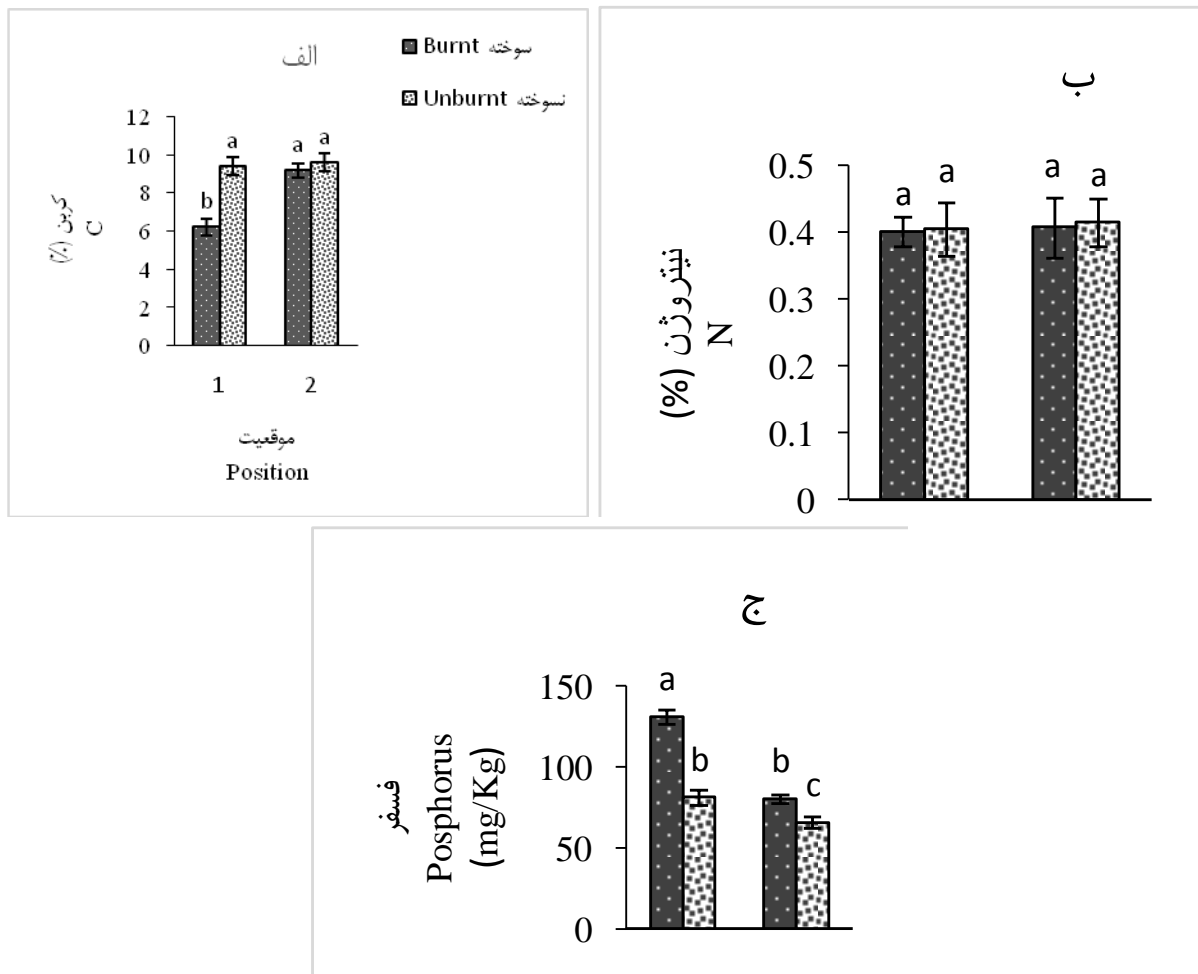 الف
Burnt سوخته
Unburnt نسوخته
کربن (%)
C
12
10
8
6
4
2
0
b
a
a
a
1
2
موقعیت
Position
ب
نیتروژن (%)
N
0.5
0.4
0.3
0.2
0.1
0
a
a
a
a
ج
فسفر
Posphorus
(mg/Kg)
150
100
50
0
a
b
b
c